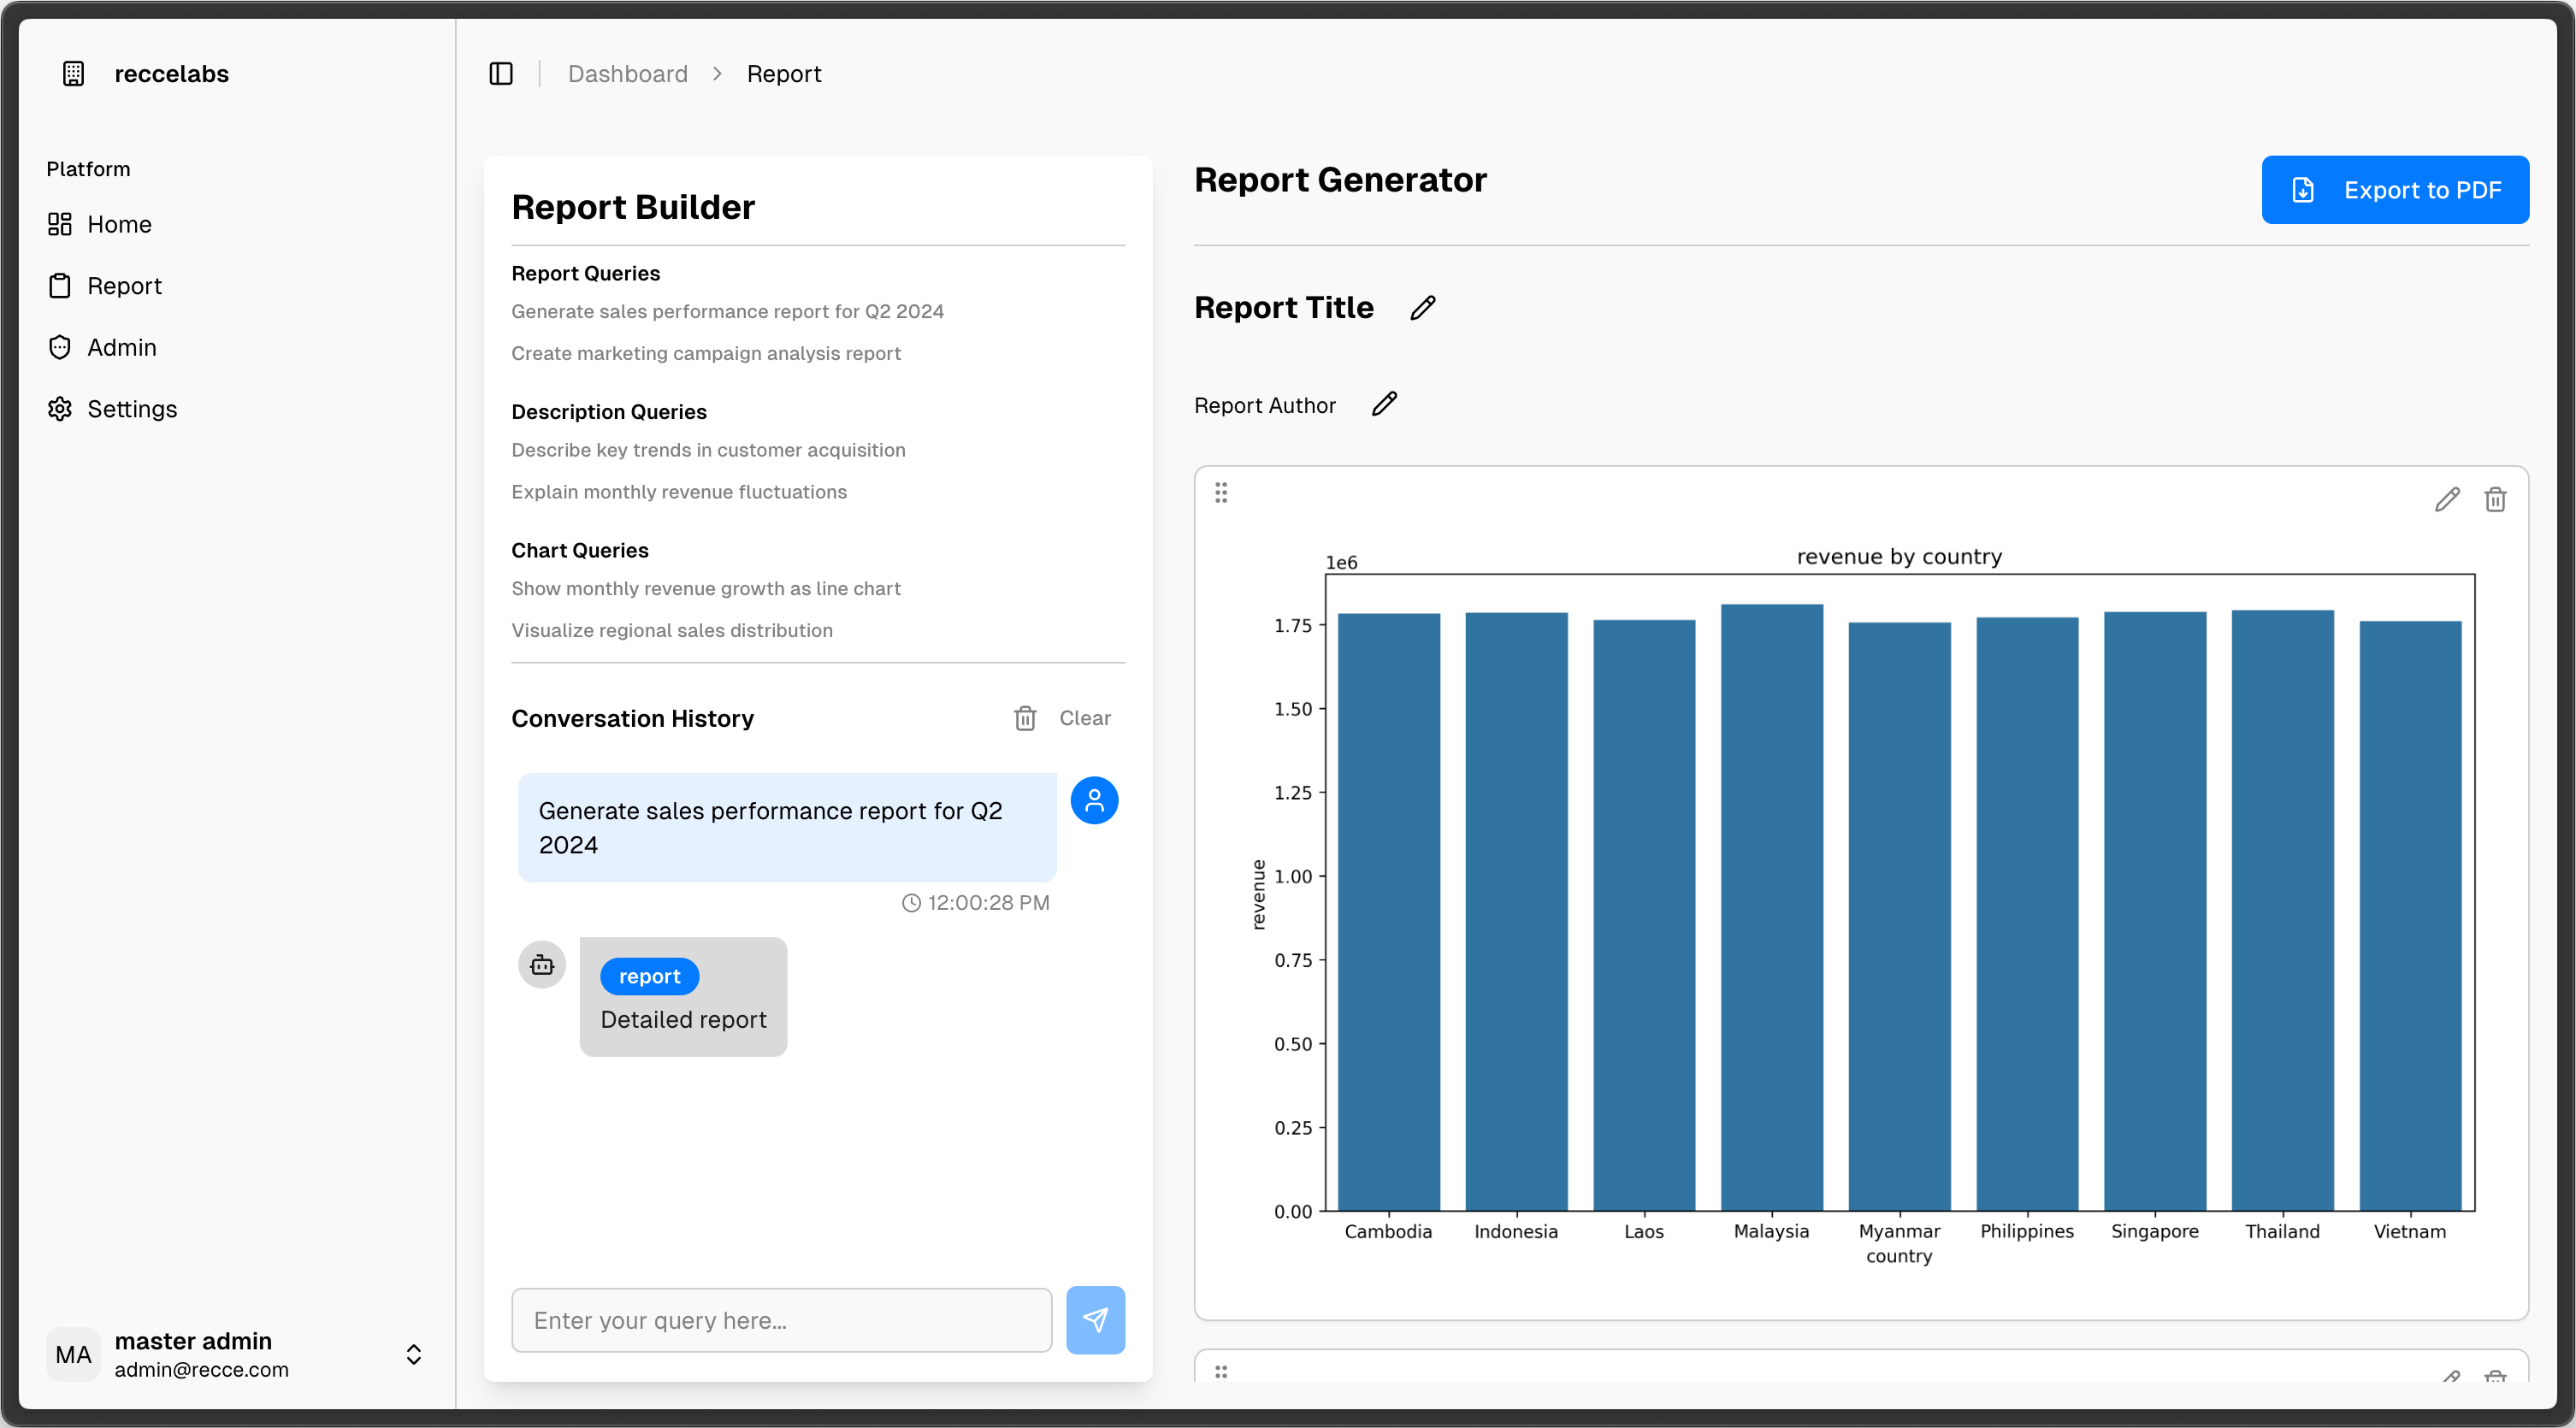 reccelabs
Platform
Home
Report
Admin
Settings
MA
master admin
admin@recce.com
Dashboard > Report
Report Builder
Report Queries
Generate sales performance report for Q2 2024
Create marketing campaign analysis report
Description Queries
Describe key trends in customer acquisition
Explain monthly revenue fluctuations
Chart Queries
Show monthly revenue growth as line chart
Visualize regional sales distribution
Conversation History
Clear
Generate sales performance report for Q2
2024
12:00:28 PM
report
Detailed report
Enter your query here...
Report Generator
Export to PDF
Report Title
Report Author
revenue by country
1e6
1.75
1.50
1.25
1.00
0.75
0.50
0.25
0.00
revenue
Cambodia Indonesia Laos Malaysia Myanmar Philippines Singapore Thailand Vietnam
country